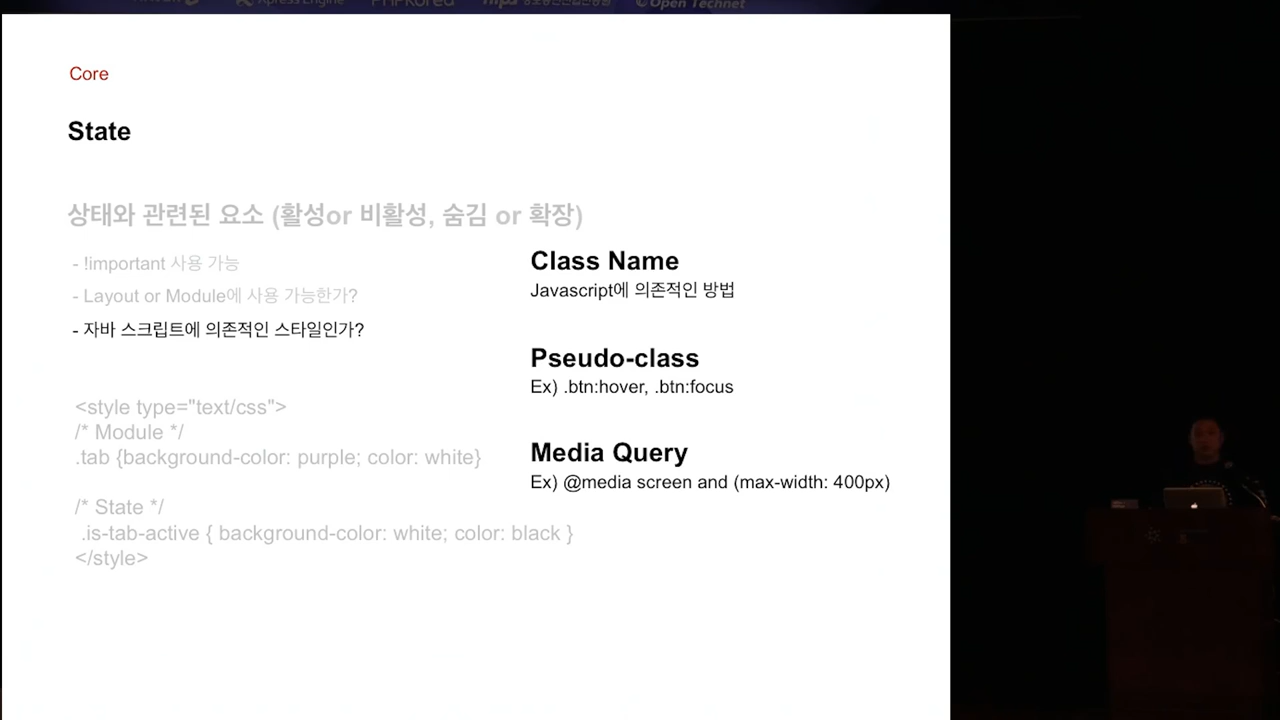 Xpress Engine
PHPKorea
Open Technet
Core
State
상태와 관련된 요소 (활성or 비활성, 숨김 or 확장)
- !important 사용 가능
- Layout or Module에 사용 가능한가?
- 자바 스크립트에 의존적인 스타일인가?
<style type="text/css">
/* Module */
.tab {background-color: purple; color: white}
/* State */
.is-tab-active { background-color: white; color: black }
</style>
Class Name
Javascript에 의존적인 방법
Pseudo-class
Ex) .btn:hover, .btn:focus
Media Query
Ex) @media screen and (max-width: 400px)